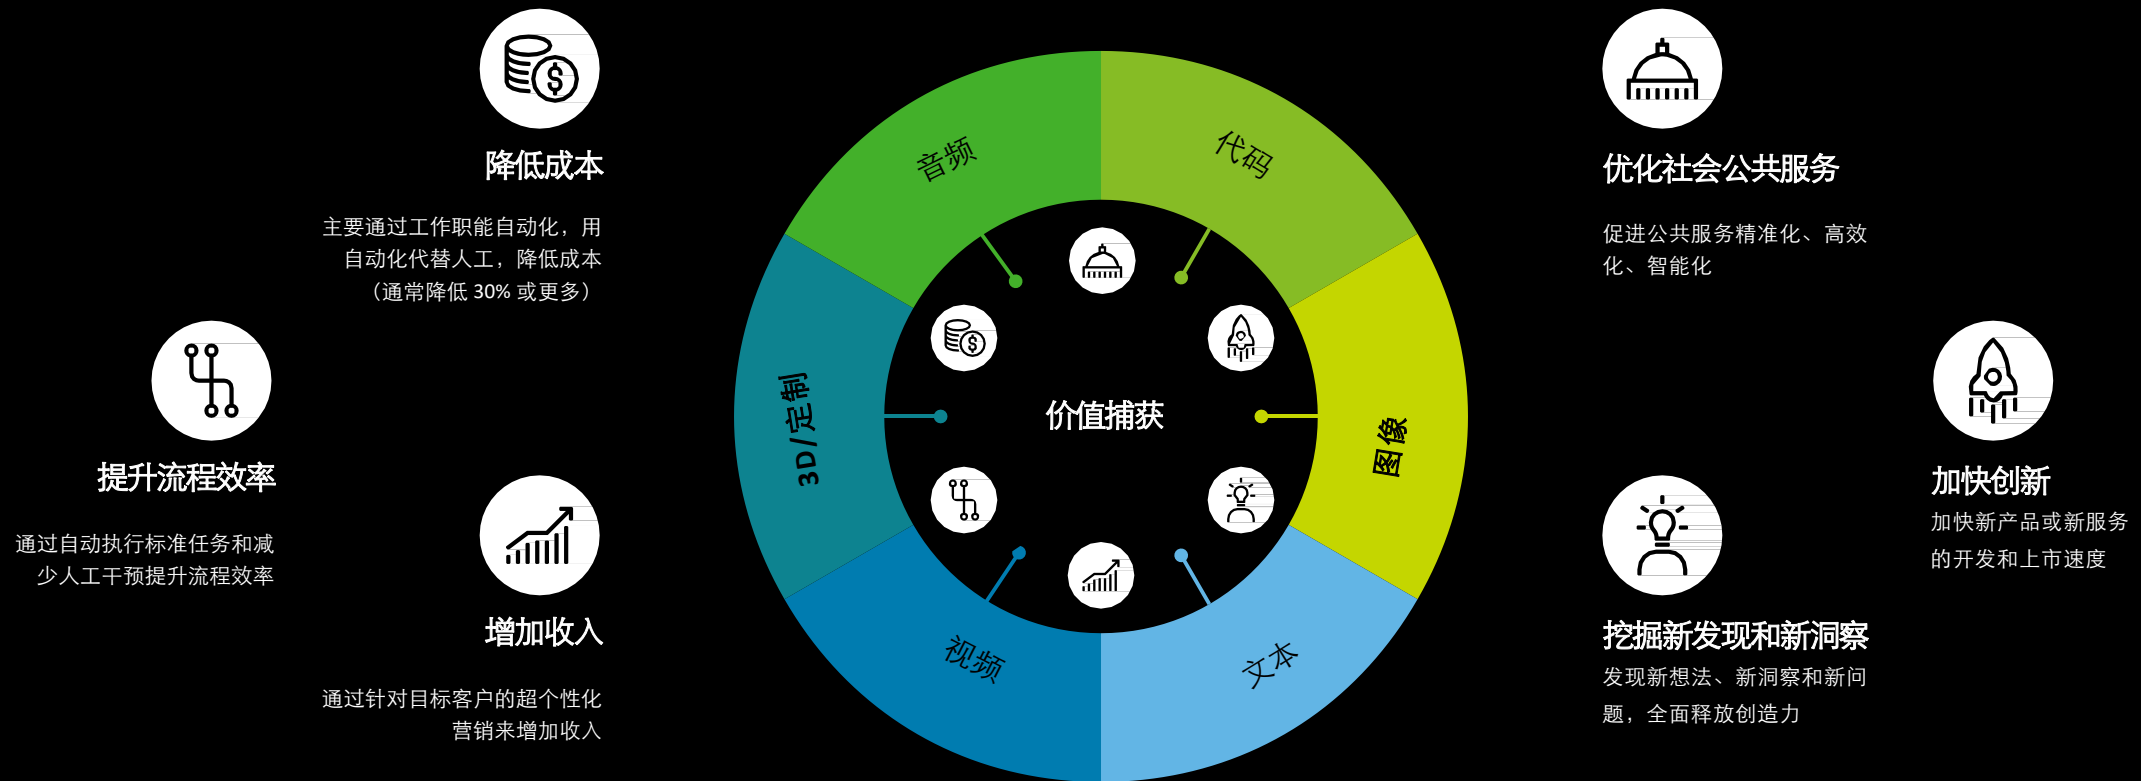 降低成本
主要通过工作职能自动化，用
自动化代替人工，降低成本
（通常降低 30% 或更多）
提升流程效率
通过自动执行标准任务和减
少人工干预提升流程效率
增加收入
通过针对目标客户的超个性化
营销来增加收入
音频
代码
3D/定制
图像
视频
文本
价值捕获
优化社会公共服务
促进公共服务精准化、高效
化、智能化
加快创新
加快新产品或新服务
的开发和上市速度
挖掘新发现和新洞察
发现新想法、新洞察和新问
题，全面释放创造力